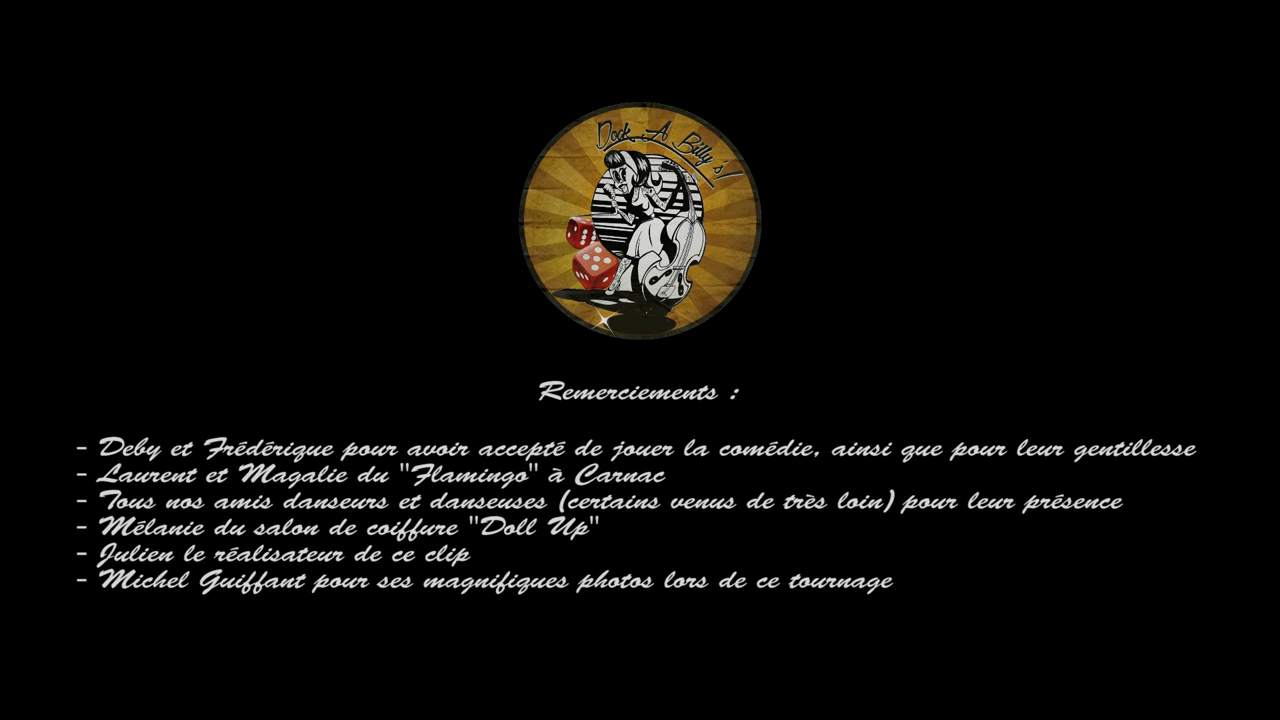 Dock A Billy's!
Remerciements :
- Deby et Frédérique pour avoir accepté de jouer la comédie, ainsi que pour leur gentillesse
- Laurent et Magalie du "Flamingo" à Carnac
- Tous nos amis danseurs et danseuses (certains venus de très loin) pour leur présence
- Mélanie du salon de coiffure "Doll Up"
- Julien le réalisateur de ce clip
- Michel Guiffant pour ses magnifiques photos lors de ce tournage